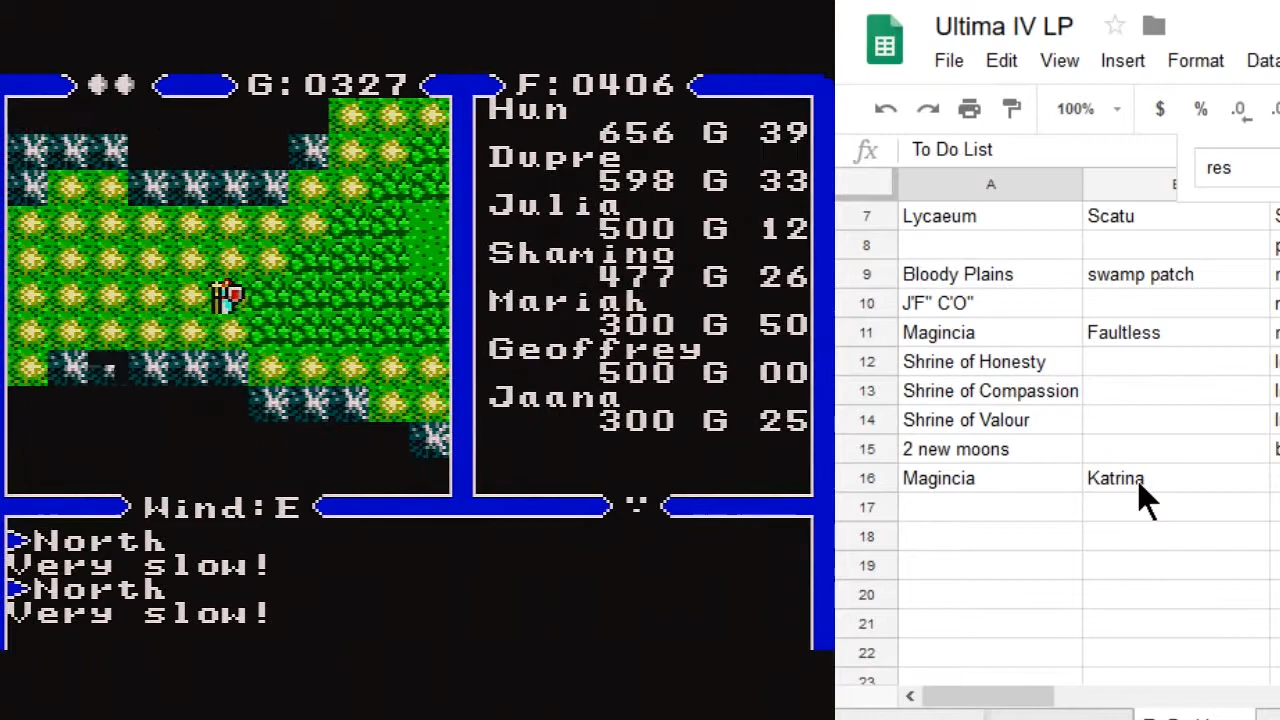 G:0327
F:0406
Hun
656 G 39
Dupre
598 G 33
Julia
500 G 12
Shamino
477 G 26
Mariah
300 G 50
Geoffrey
500 G 00
Jaana
300 G 25
Wind:E
North
Very slow!
North
Very slow!
Ultima IV LP
File Edit View Insert Format Data
100% $ % .0
fx To Do List
res
A
7 Lycaeum Scatu
8
9 Bloody Plains swamp patch
10 J'F" C'O"
11 Magincia Faultless
12 Shrine of Honesty
13 Shrine of Compassion
14 Shrine of Valour
15 2 new moons
16 Magincia Katrina
17
18
19
20
21
22
23